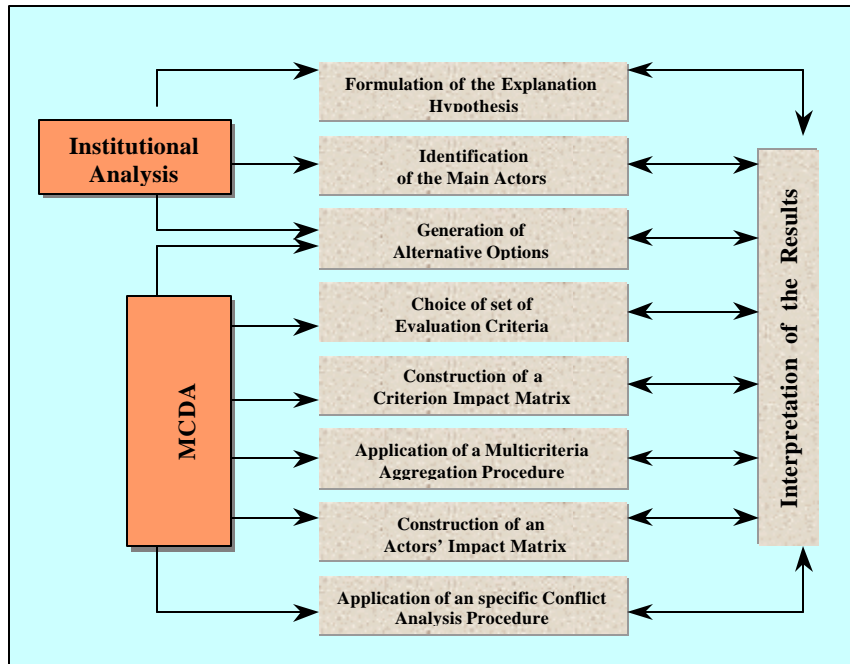 Formulation of the Explanation
Hypothesis
Institutional
Analysis
Identification
of the Main Actors
Generation of
Alternative Options
Choice of set of
Evaluation Criteria
Construction of a
Criterion Impact Matrix
MCDA
Application of a Multicriteria
Aggregation Procedure
Construction of an
Actors’ Impact Matrix
Application of an specific Conflict
Analysis Procedure
Interpretation of the Results